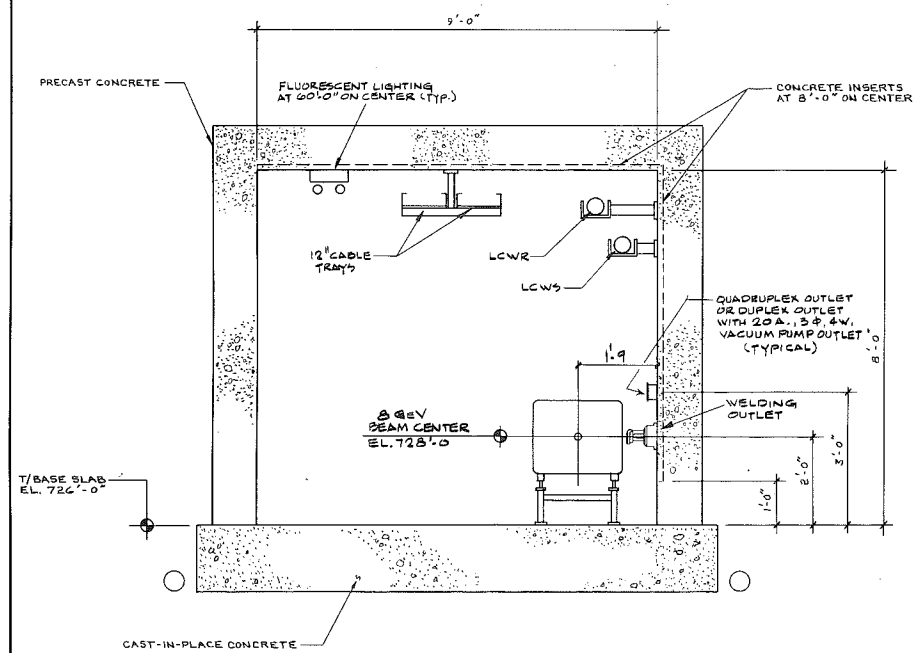 9'-0"
PRECAST CONCRETE
FLUORESCENT LIGHTING
AT 60'-0" ON CENTER (TYP.)
CONCRETE INSERTS
AT 8'-0" ON CENTER
12" CABLE
TRAYS
LCWR
LCWS
QUADRUPLEX OUTLET
OR DUPLEX OUTLET
WITH 20 A., 3 Φ, 4W.
VACUUM PUMP OUTLET
(TYPICAL)
8'-0
1'-9
WELDING
OUTLET
8 GeV
BEAM CENTER
EL. 728'-0
3'-0"
2'-0"
1'-0"
T/BASE SLAB
EL. 726'-0"
CAST-IN-PLACE CONCRETE